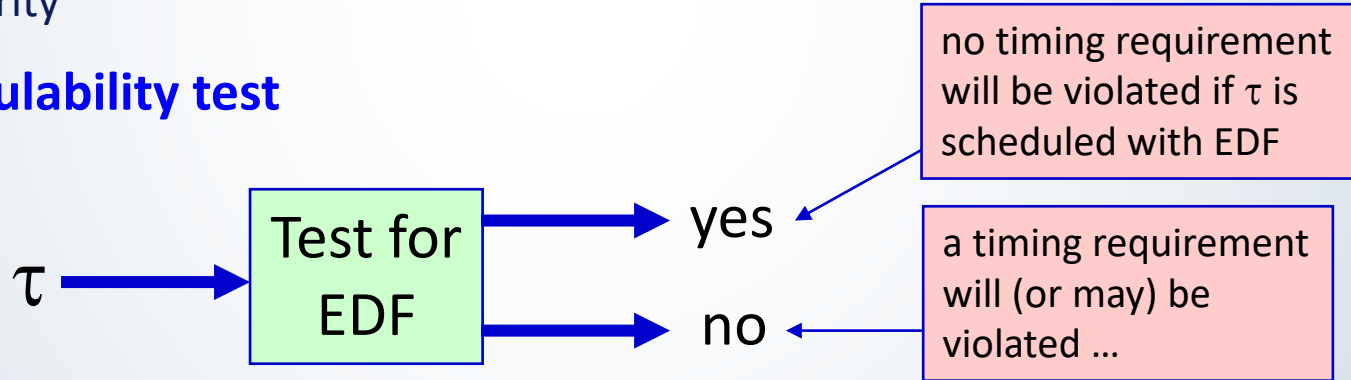 rity
ulability test
no timing requirement
will be violated if τ is
scheduled with EDF
τ
Test for
EDF
yes
no
a timing requirement
will (or may) be
violated ...